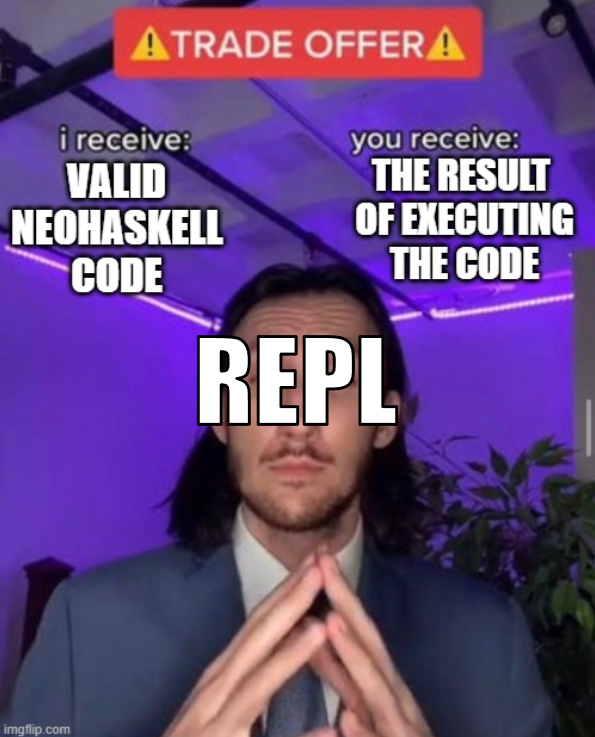 ⚠️TRADE OFFER⚠️
i receive:
you receive:
VALID
NEOHASKELL
CODE
THE RESULT
OF EXECUTING
THE CODE
REPL
imgflip.com